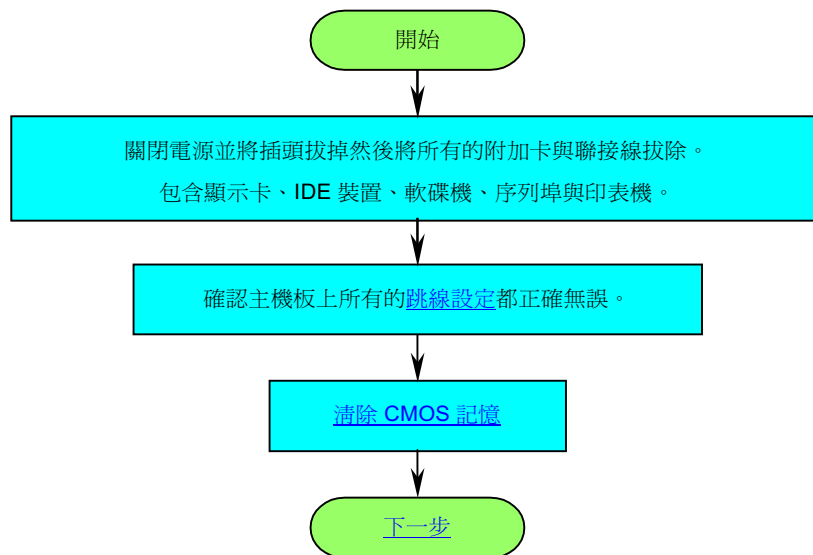 開始
關閉電源並將插頭拔掉然後將所有的附加卡與聯接線拔除。
包含顯示卡、IDE 裝置、軟碟機、序列埠與印表機。
確認主機板上所有的跳線設定都正確無誤。
清除 CMOS 記憶
下一步